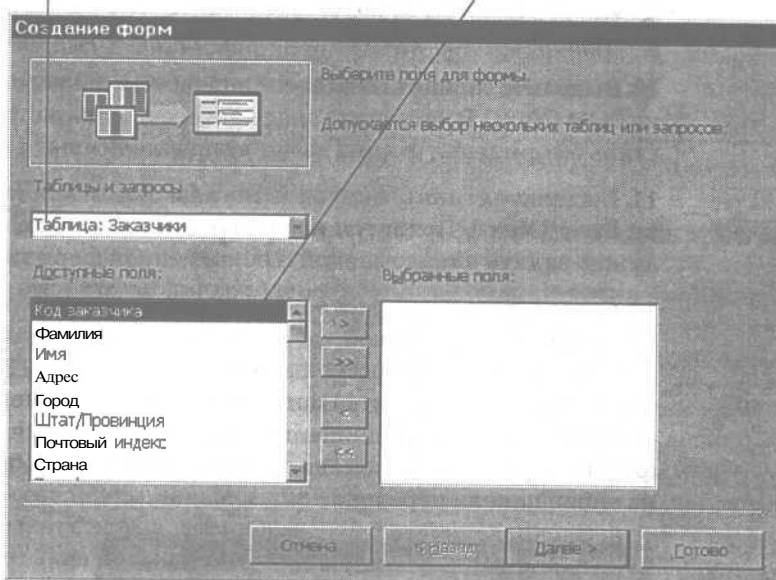 Создание форм
Выберите поля для формы.
Допускается выбор нескольких таблиц или запросов.
Таблицы и запросы
Таблица: Заказчики
Доступные поля:
Выбранные поля:
Код заказчика
Фамилия
Имя
Адрес
Город
Штат/Провинция
Почтовый индекс
Страна
>
>>
<
<<
Отмена
< Назад
Далее >
Готово